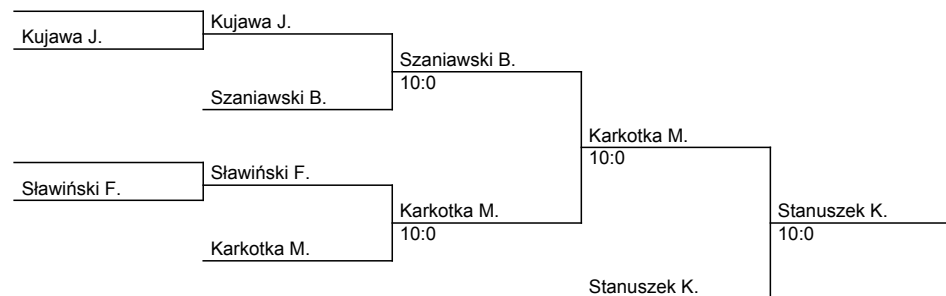 Kujawa J.
Kujawa J.
Szaniawski B.
10:0
Szaniawski B.
Karkotka M.
10:0
Sławiński F.
Sławiński F.
Karkotka M.
10:0
Karkotka M.
Stanuszek K.
10:0
Stanuszek K.